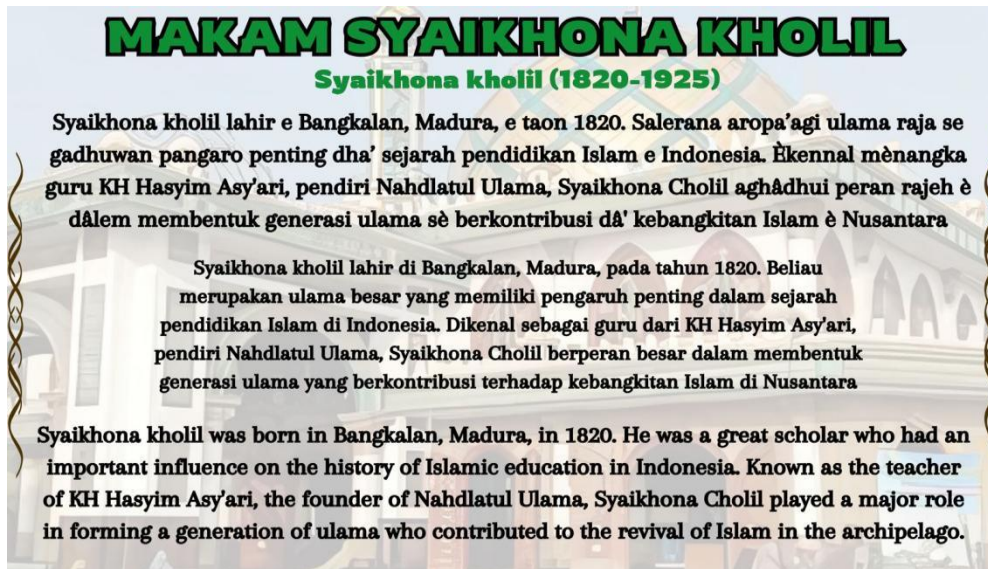 MAKAM SYAIKHONA KHOLIL
Syaikhona kholil (1820-1925)
Syaikhona kholil lahir e Bangkalan, Madura, e taon 1820. Salerana aropa’agi ulama raja se
gadhuwan pangaro penting dha’ sejarah pendidikan Islam e Indonesia. Èkennal mènangka
guru KH Hasyim Asy’ari, pendiri Nahdlatul Ulama, Syaikhona Cholil aghâdhui peran rajeh è
dâlem membentuk generasi ulama sè berkontribusi dâ' kebangkitan Islam è Nusantara
Syaikhona kholil lahir di Bangkalan, Madura, pada tahun 1820. Beliau
merupakan ulama besar yang memiliki pengaruh penting dalam sejarah
pendidikan Islam di Indonesia. Dikenal sebagai guru dari KH Hasyim Asy’ari,
pendiri Nahdlatul Ulama, Syaikhona Cholil berperan besar dalam membentuk
generasi ulama yang berkontribusi terhadap kebangkitan Islam di Nusantara
Syaikhona kholil was born in Bangkalan, Madura, in 1820. He was a great scholar who had an
important influence on the history of Islamic education in Indonesia. Known as the teacher
of KH Hasyim Asy’ari, the founder of Nahdlatul Ulama, Syaikhona Cholil played a major role
in forming a generation of ulama who contributed to the revival of Islam in the archipelago.